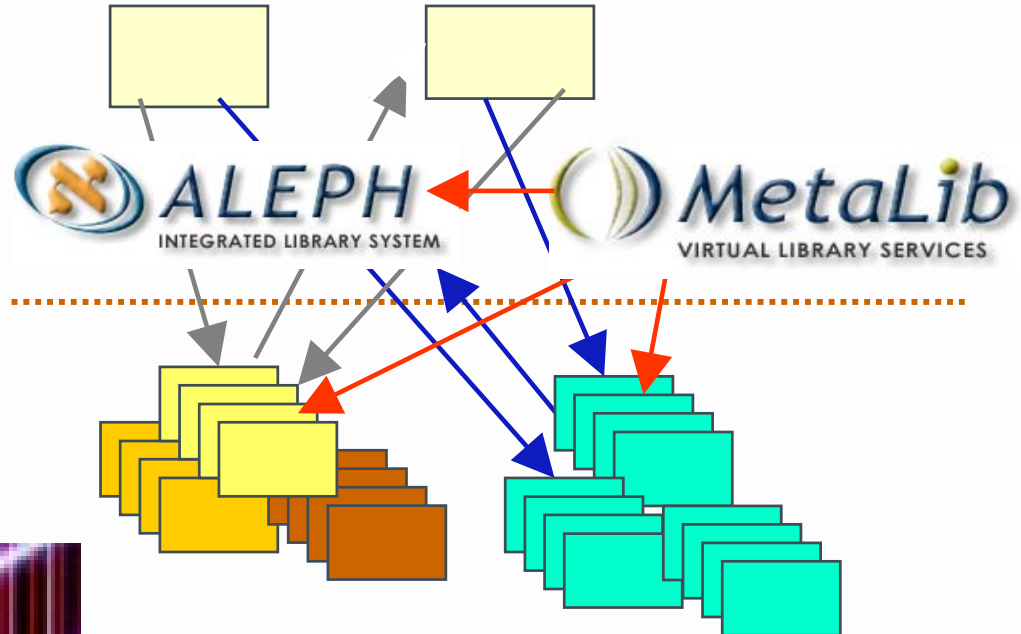 ALEPH
INTEGRATED LIBRARY SYSTEM
MetaLib
VIRTUAL LIBRARY SERVICES